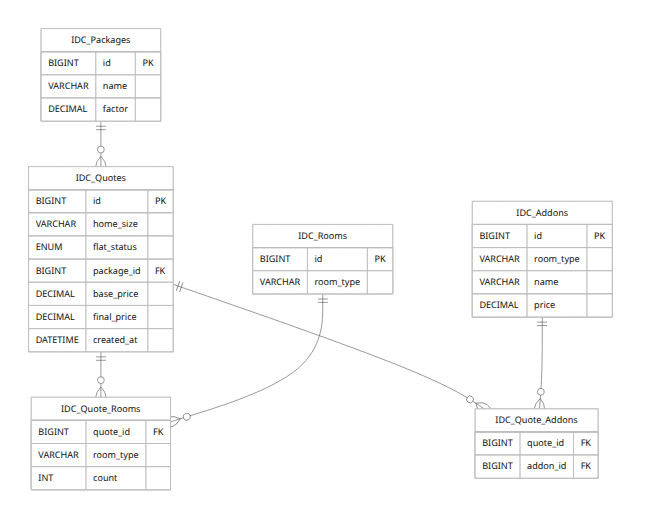 IDC_Packages
BIGINT id PK
VARCHAR name
DECIMAL factor
IDC_Quotes
BIGINT id PK
VARCHAR home_size
ENUM flat_status
BIGINT package_id FK
DECIMAL base_price
DECIMAL final_price
DATETIME created_at
IDC_Rooms
BIGINT id PK
VARCHAR room_type
IDC_Addons
BIGINT id PK
VARCHAR room_type
VARCHAR name
DECIMAL price
IDC_Quote_Rooms
BIGINT quote_id FK
VARCHAR room_type
INT count
IDC_Quote_Addons
BIGINT quote_id FK
BIGINT addon_id FK